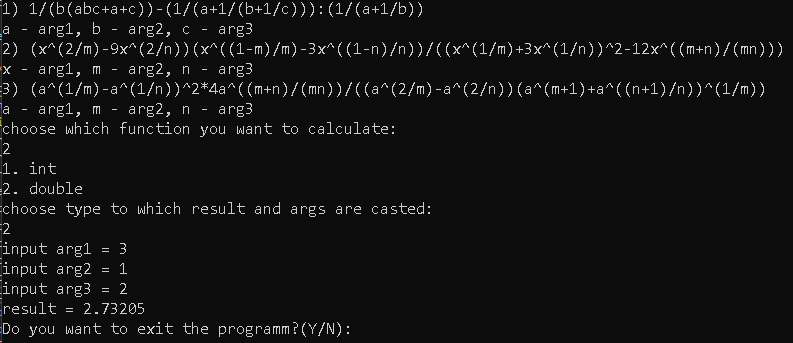 1) 1/(b(abc+a+c))-(1/(a+1/(b+1/c))):(1/(a+1/b))
a - arg1, b - arg2, c - arg3
2) (x^(2/m)-9x^(2/n))(x^((1-m)/m)-3x^((1-n)/n))/((x^(1/m)+3x^(1/n))^2-12x^((m+n)/(mn)))
x - arg1, m - arg2, n - arg3
3) (a^(1/m)-a^(1/n))^2*4a^((m+n)/(mn))/((a^(2/m)-a^(2/n))(a^(m+1)+a^((n+1)/n))^(1/m))
a - arg1, m - arg2, n - arg3
choose which function you want to calculate:
2
1. int
2. double
choose type to which result and args are casted:
2
input arg1 = 3
input arg2 = 1
input arg3 = 2
result = 2.73205
Do you want to exit the programm?(Y/N):